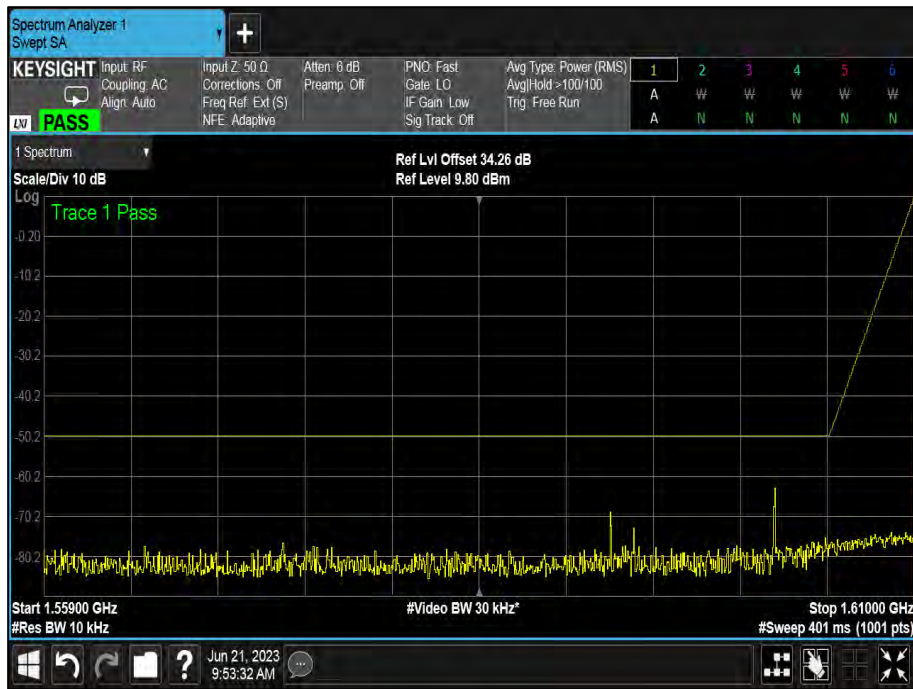 Spectrum Analyzer 1
Swept SA
+
KEYSIGHT
LXI PASS
Input: RF
Coupling: AC
Align: Auto
Input Z: 50 Ω
Corrections: Off
Freq Ref: Ext (S)
NFE: Adaptive
Atten: 6 dB
Preamp: Off
PNO: Fast
Gate: LO
IF Gain: Low
Sig Track: Off
Avg Type: Power (RMS)
Avg|Hold >100/100
Trig: Free Run
1 2 3 4 5 6
A W W W W W
A N N N N N
1 Spectrum
Scale/Div 10 dB
Ref Lvl Offset 34.26 dB
Ref Level 9.80 dBm
Log
Trace 1 Pass
-0.20
-10.2
-20.2
-30.2
-40.2
-50.2
-60.2
-70.2
-80.2
Start 1.55900 GHz
#Video BW 30 kHz*
Stop 1.61000 GHz
#Res BW 10 kHz
#Sweep 401 ms (1001 pts)
?
Jun 21, 2023
9:53:32 AM